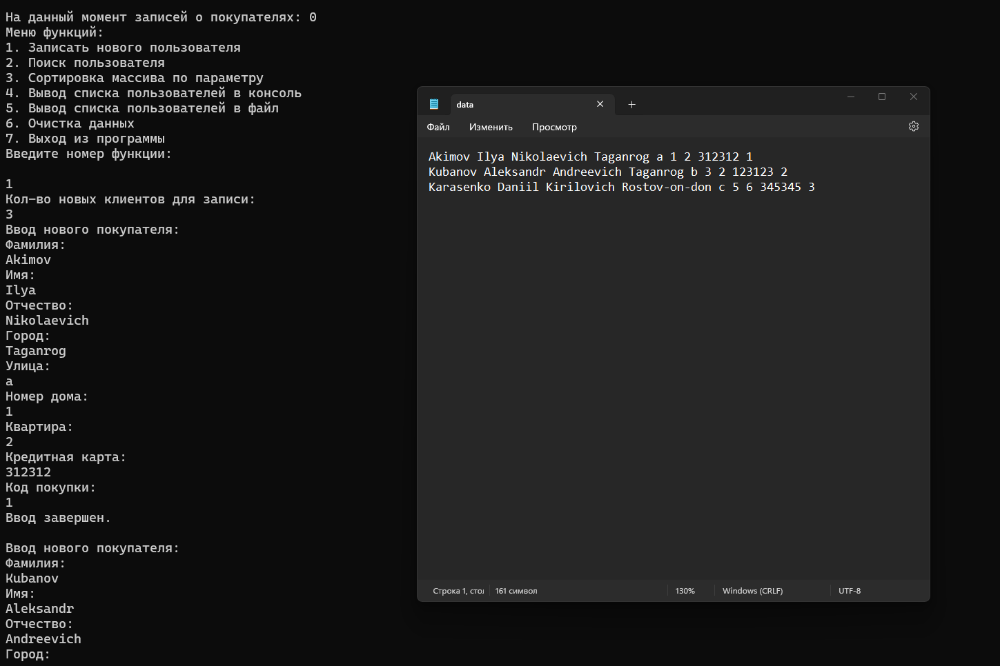 На данный момент записей о покупателях: 0
Меню функций:
1. Записать нового пользователя
2. Поиск пользователя
3. Сортировка массива по параметру
4. Вывод списка пользователей в консоль
5. Вывод списка пользователей в файл
6. Очистка данных
7. Выход из программы
Введите номер функции:
1
Кол-во новых клиентов для записи:
3
Ввод нового покупателя:
Фамилия:
Akimov
Имя:
Ilya
Отчество:
Nikolaevich
Город:
Taganrog
Улица:
a
Номер дома:
1
Квартира:
2
Кредитная карта:
312312
Код покупки:
1
Ввод завершен.
Ввод нового покупателя:
Фамилия:
Kubanov
Имя:
Aleksandr
Отчество:
Andreevich
Город:
data
Файл Изменить Просмотр
Akimov Ilya Nikolaevich Taganrog a 1 2 312312 1
Kubanov Aleksandr Andreevich Taganrog b 3 2 123123 2
Karasenko Daniil Kirilovich Rostov-on-don c 5 6 345345 3
Строка 1, сто 161 символ 130% Windows (CRLF) UTF-8